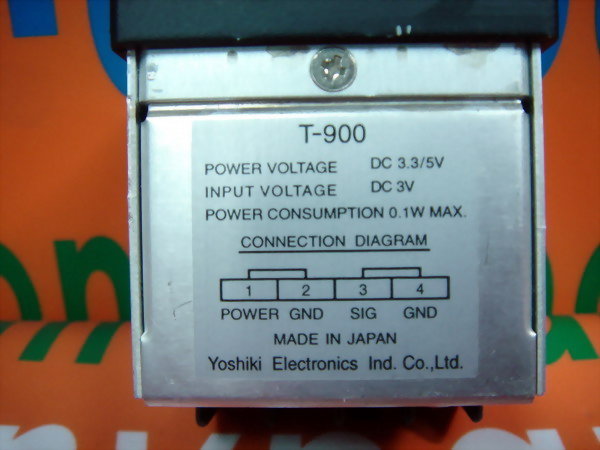 T-900
POWER VOLTAGE DC 3.3/5V
INPUT VOLTAGE DC 3V
POWER CONSUMPTION 0.1W MAX.
CONNECTION DIAGRAM
1 2 3 4
POWER GND SIG GND
MADE IN JAPAN
Yoshiki Electronics Ind. Co.,Ltd.